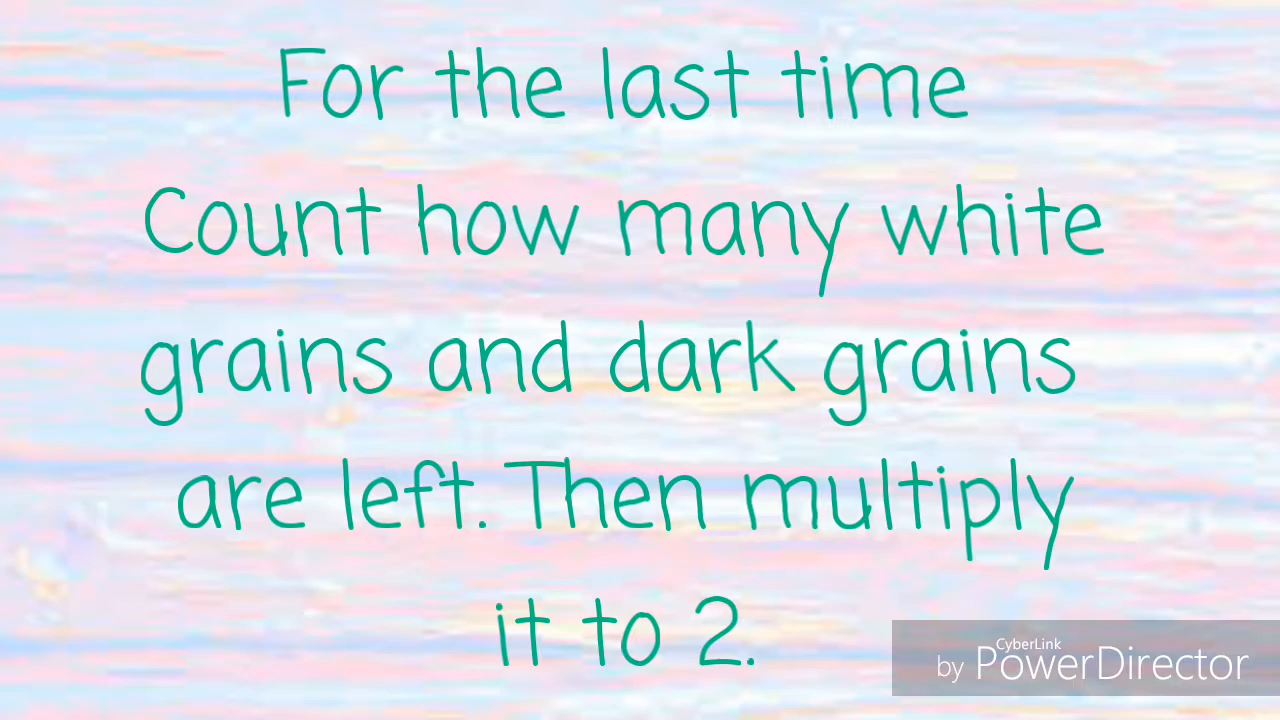 For the last time
Count how many white
grains and dark grains
are left. Then multiply
it to 2.
by CyberLink PowerDirector